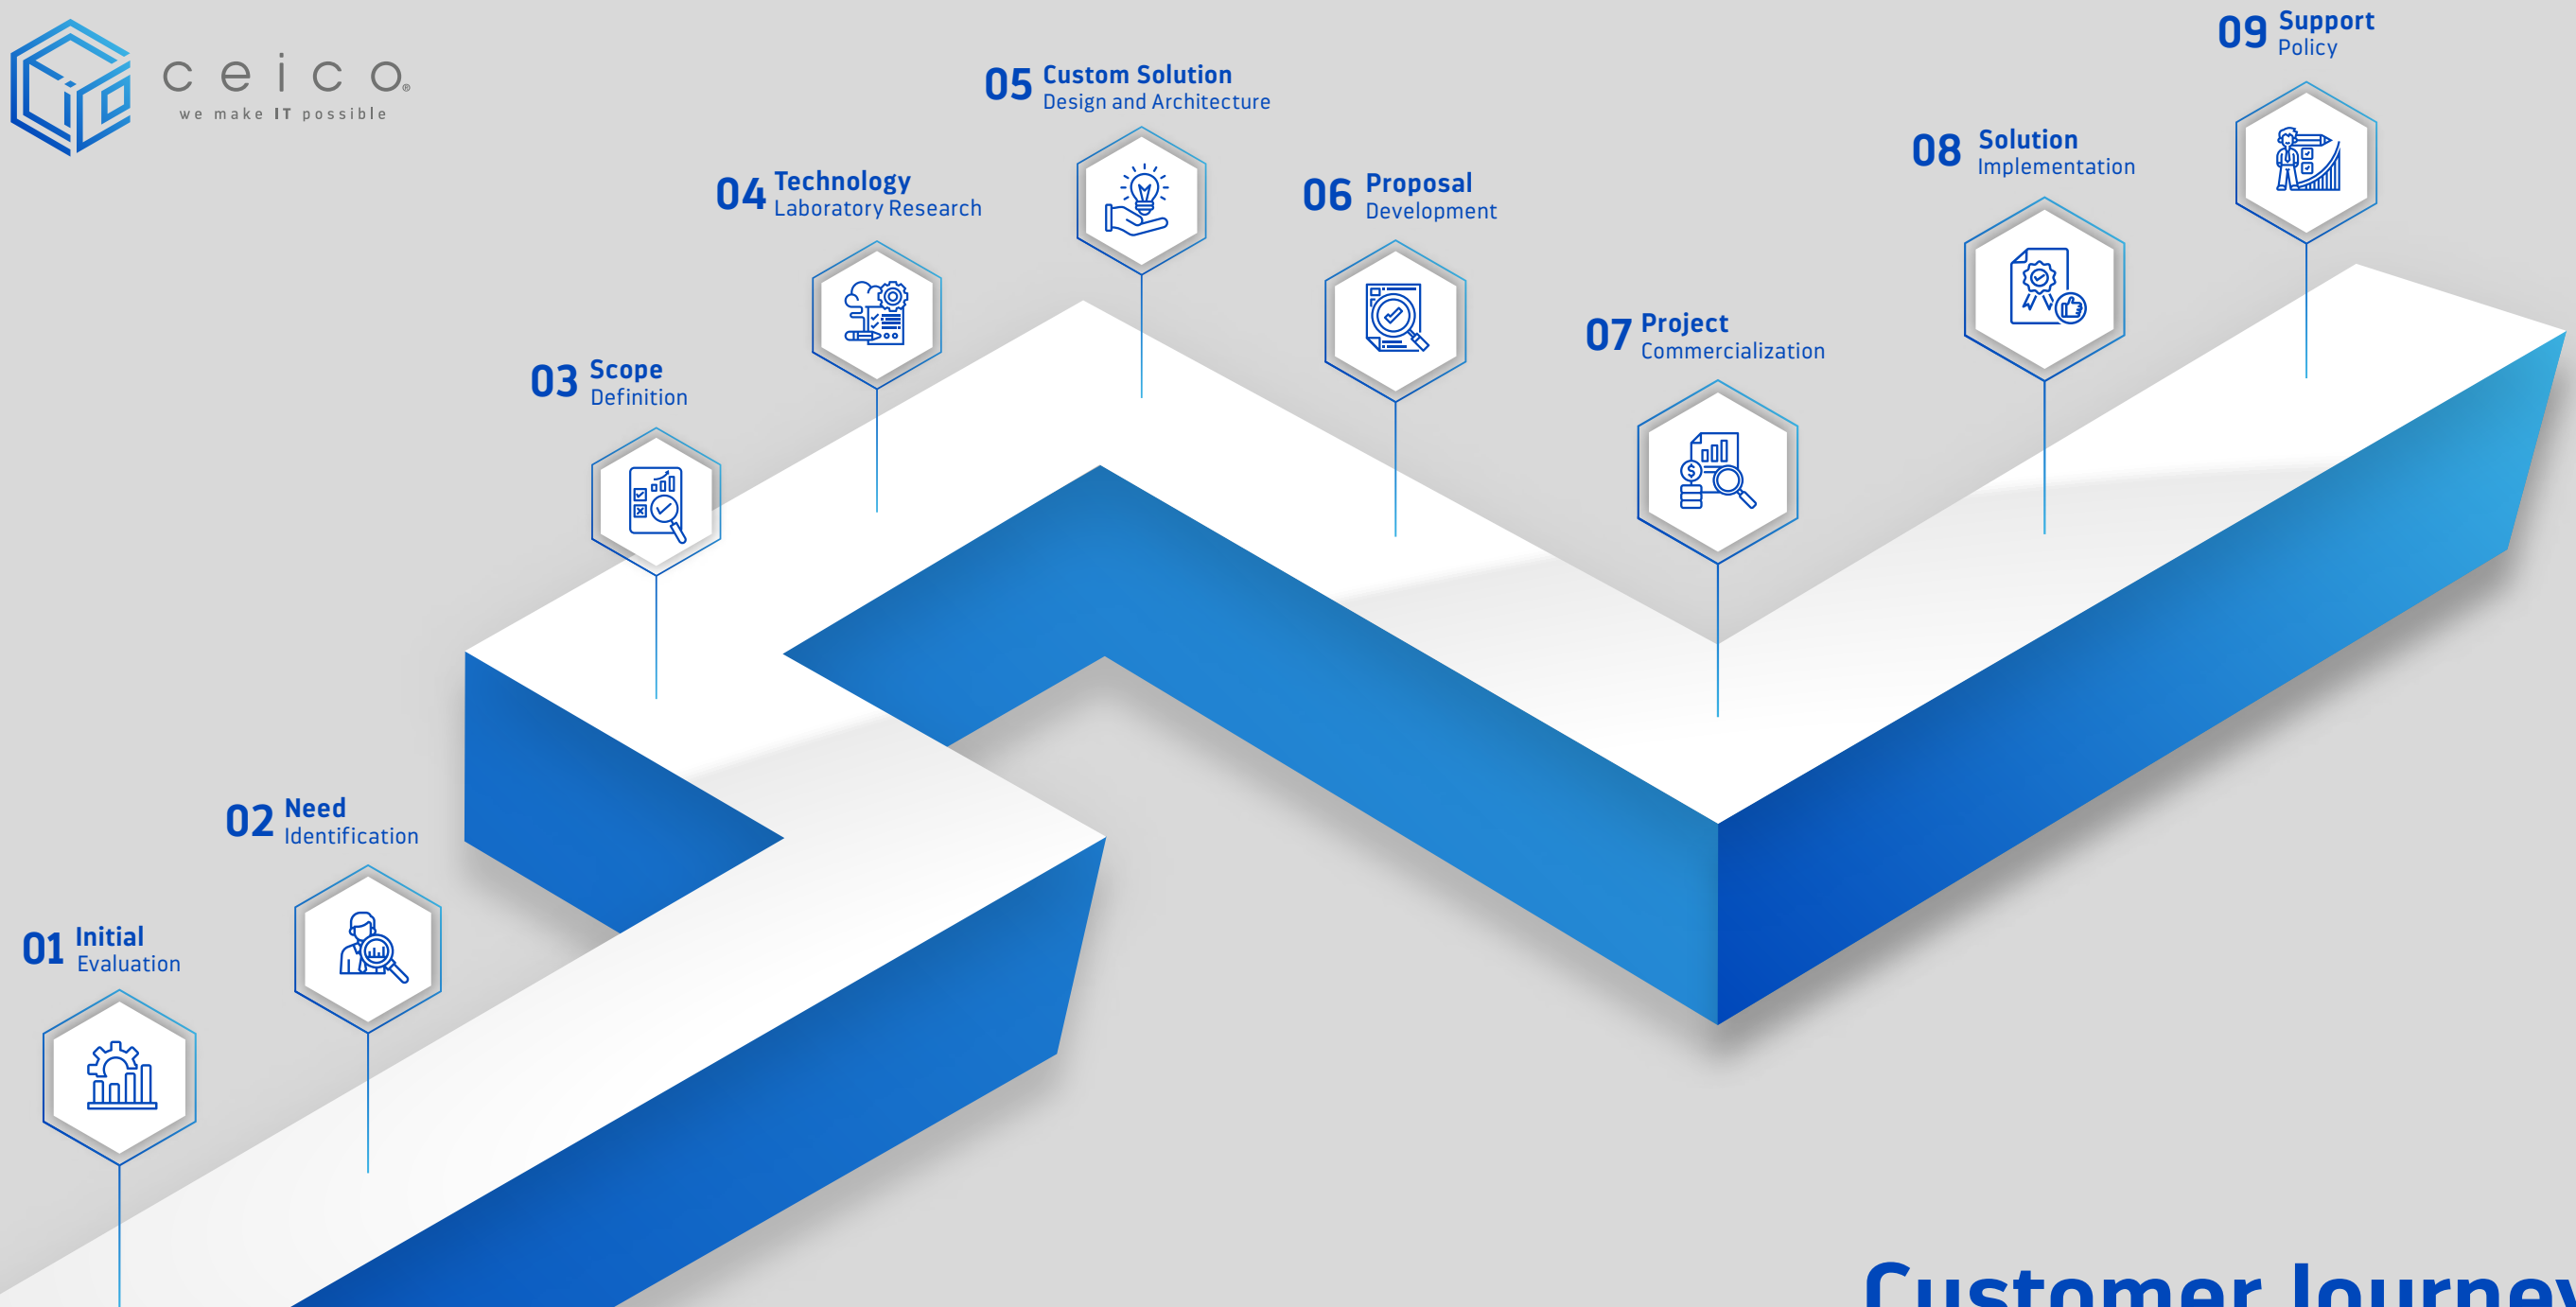 ceico®
we make IT possible
01 Initial
Evaluation
02 Need
Identification
03 Scope
Definition
04 Technology
Laboratory Research
05 Custom Solution
Design and Architecture
06 Proposal
Development
07 Project
Commercialization
08 Solution
Implementation
09 Support
Policy
Customer Journey